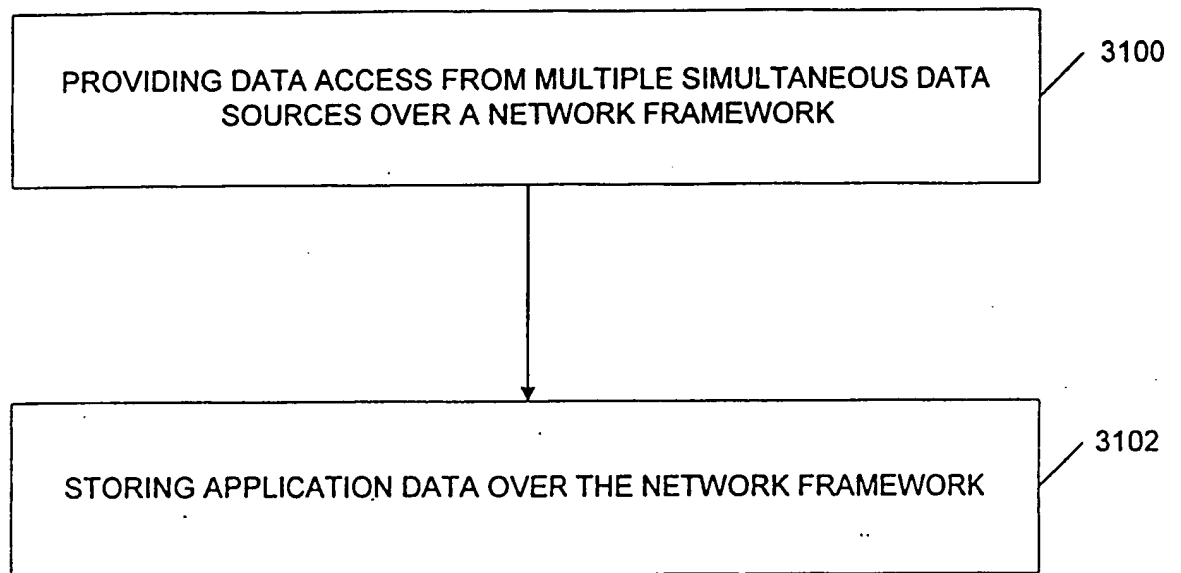 PROVIDING DATA ACCESS FROM MULTIPLE SIMULTANEOUS DATA
SOURCES OVER A NETWORK FRAMEWORK
3100
STORING APPLICATION DATA OVER THE NETWORK FRAMEWORK
3102